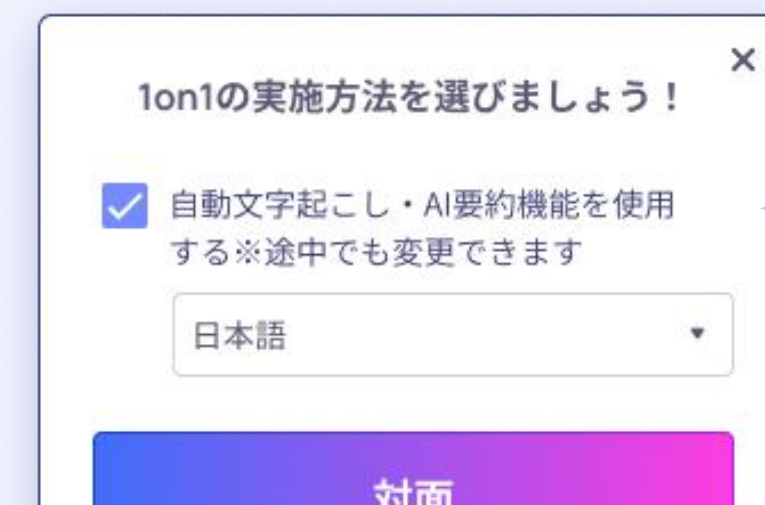 1on1の実施方法を選びましょう！
自動文字起こし・AI要約機能を使用
する※途中でも変更できます
日本語
対面